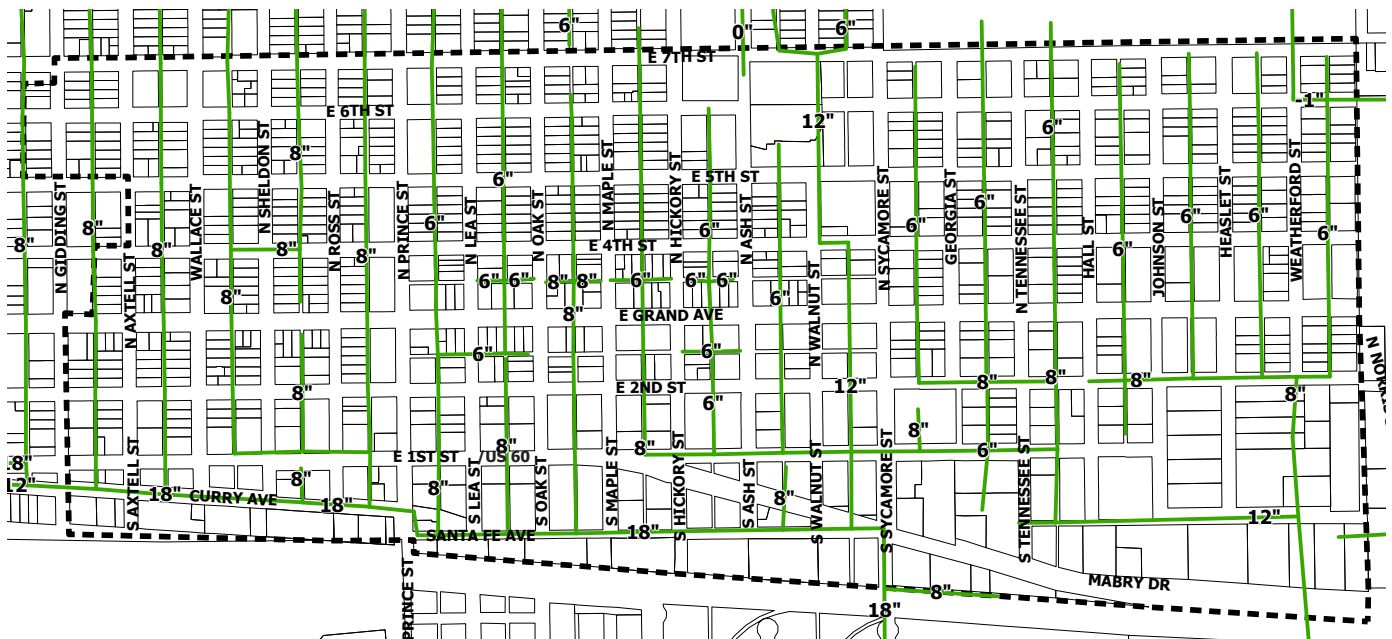 6"
0"
6"
E 7TH ST
-1"
E 6TH ST
12"
6"
N SHELDON ST
8"
N MAPLE ST
N HICKORY ST
E 5TH ST
6"
WEATHERFORD ST
N GIDDING ST
WALLACE ST
N ROSS ST
N PRINCE ST
N LEA ST
N OAK ST
N ASH ST
N SYCAMORE ST
GEORGIA ST
N TENNESSEE ST
HALL ST
JOHNSON ST
HEASLET ST
6"
6"
6"
6"
8"
6"
6"
6"
6"
8"
8"
8"
8"
8"
E 4TH ST
6"
N AXTELL ST
8"
6"
6"
8"
8"
6"
6"
6"
6"
N WALNUT ST
8"
E GRAND AVE
6"
6"
N NORRIS
8"
E 2ND ST
6"
12"
8"
8"
8"
8"
8"
8"
8"
8"
6"
S AXTELL ST
E 1ST ST
/US 60
S LEA ST
S OAK ST
S MAPLE ST
S HICKORY ST
S ASH ST
S WALNUT ST
S SYCAMORE ST
S TENNESSEE ST
8"
12"
18"
CURRY AVE
8"
18"
8"
8"
12"
SANTA FE AVE
18"
MABRY DR
8"
18"
PRINCE ST